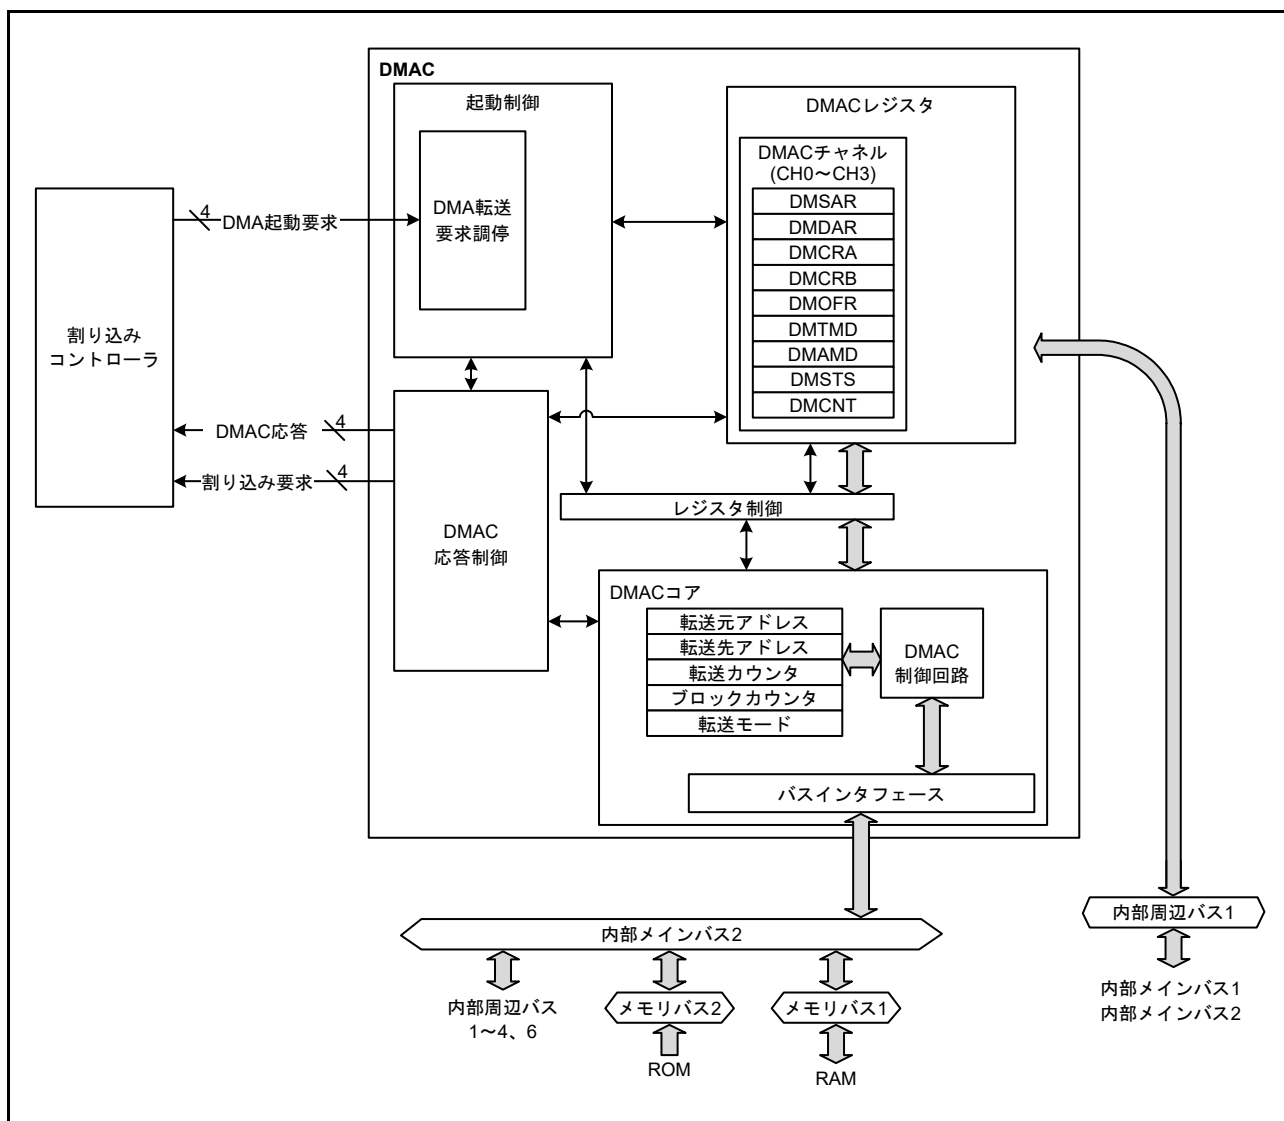 DMAC
起動制御
DMA転送
要求調停
DMACレジスタ
DMACチャネル
(CH0～CH3)
DMSAR
DMDAR
DMCRA
DMCRB
DMOFR
DMTMD
DMAMD
DMSTS
DMCNT
割り込み
コントローラ
4
DMA起動要求
DMAC応答
4
割り込み要求
4
DMAC
応答制御
レジスタ制御
DMACコア
転送元アドレス
転送先アドレス
転送カウンタ
ブロックカウンタ
転送モード
DMAC
制御回路
バスインタフェース
内部メインバス2
内部周辺バス
1～4、6
メモリバス2
ROM
メモリバス1
RAM
内部周辺バス1
内部メインバス1
内部メインバス2